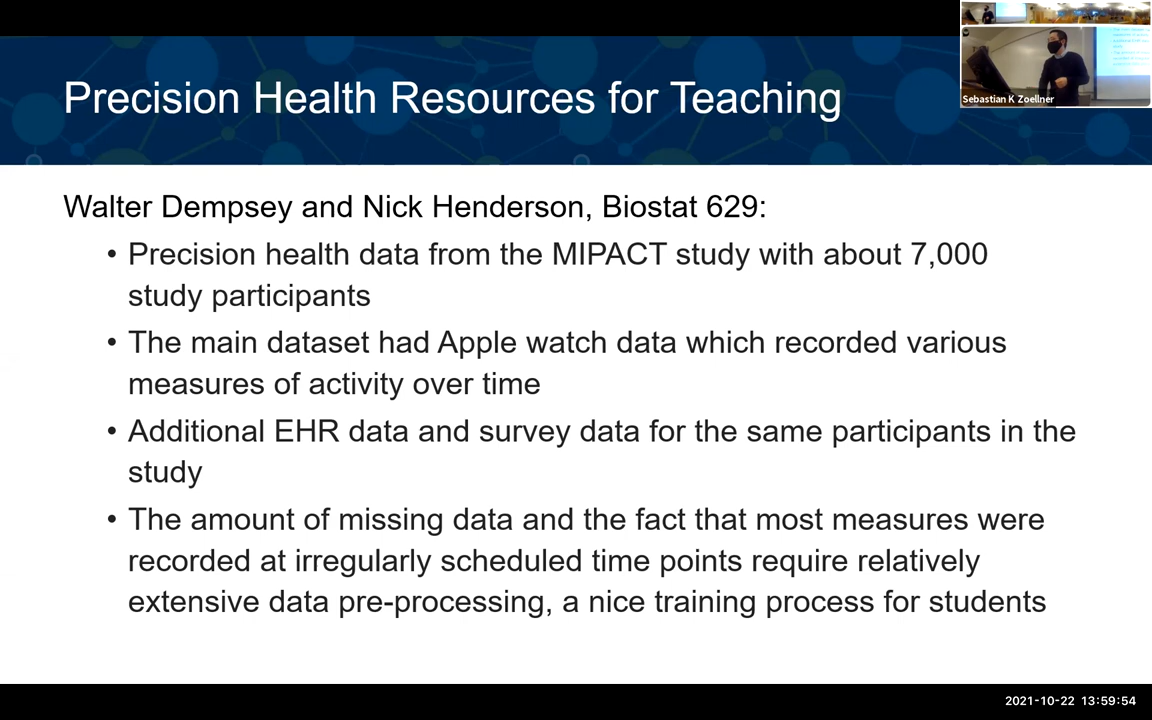 Precision Health Resources for Teaching
Sebastian K Zoellner
Walter Dempsey and Nick Henderson, Biostat 629:
• Precision health data from the MIPACT study with about 7,000
study participants
• The main dataset had Apple watch data which recorded various
measures of activity over time
• Additional EHR data and survey data for the same participants in the
study
• The amount of missing data and the fact that most measures were
recorded at irregularly scheduled time points require relatively
extensive data pre-processing, a nice training process for students
2021-10-22 13:59:54